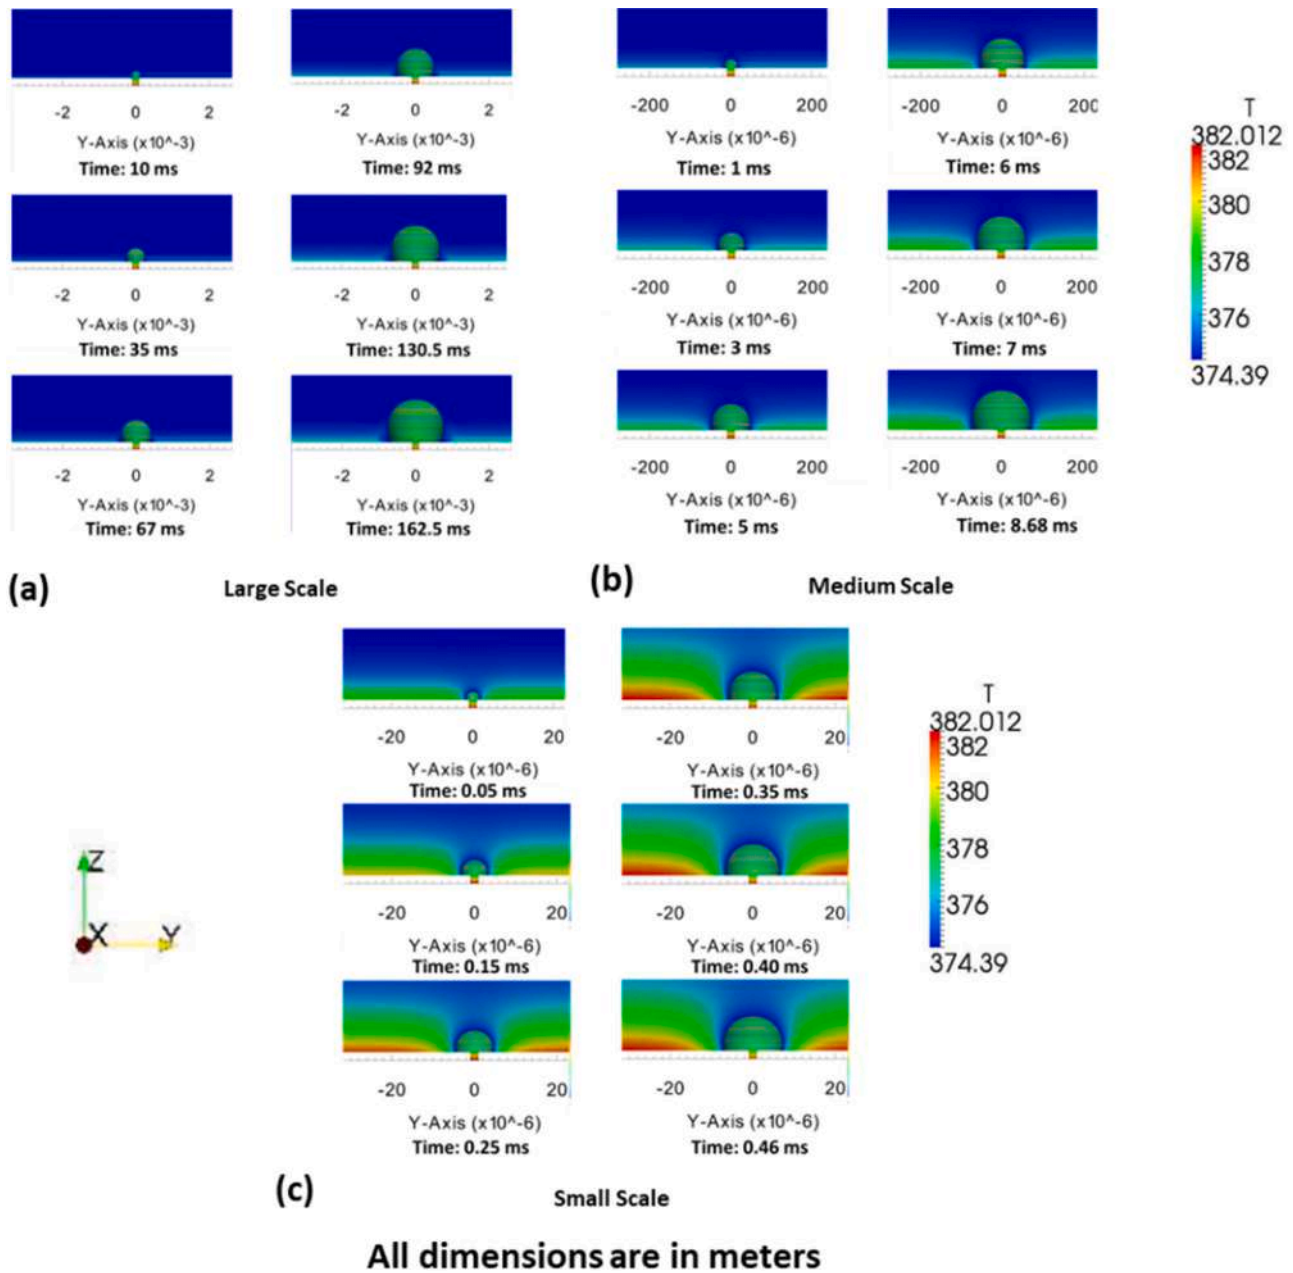 -2 0 2
Y-Axis (x10^-3)
Time: 10 ms
-2 0 2
Y-Axis (x10^-3)
Time: 92 ms
-2 0 2
Y-Axis (x10^-3)
Time: 35 ms
-2 0 2
Y-Axis (x10^-3)
Time: 130.5 ms
-2 0 2
Y-Axis (x10^-3)
Time: 67 ms
-2 0 2
Y-Axis (x10^-3)
Time: 162.5 ms
(a)
Large Scale
-200 0 200
Y-Axis (x10^-6)
Time: 1 ms
-200 0 200
Y-Axis (x10^-6)
Time: 6 ms
-200 0 200
Y-Axis (x10^-6)
Time: 3 ms
-200 0 200
Y-Axis (x10^-6)
Time: 7 ms
-200 0 200
Y-Axis (x10^-6)
Time: 5 ms
-200 0 200
Y-Axis (x10^-6)
Time: 8.68 ms
(b)
Medium Scale
T
382.012
382
380
378
376
374.39
-20 0 20
Y-Axis (x10^-6)
Time: 0.05 ms
-20 0 20
Y-Axis (x10^-6)
Time: 0.35 ms
-20 0 20
Y-Axis (x10^-6)
Time: 0.15 ms
-20 0 20
Y-Axis (x10^-6)
Time: 0.40 ms
-20 0 20
Y-Axis (x10^-6)
Time: 0.25 ms
-20 0 20
Y-Axis (x10^-6)
Time: 0.46 ms
(c)
Small Scale
T
382.012
382
380
378
376
374.39
Z
X Y
All dimensions are in meters